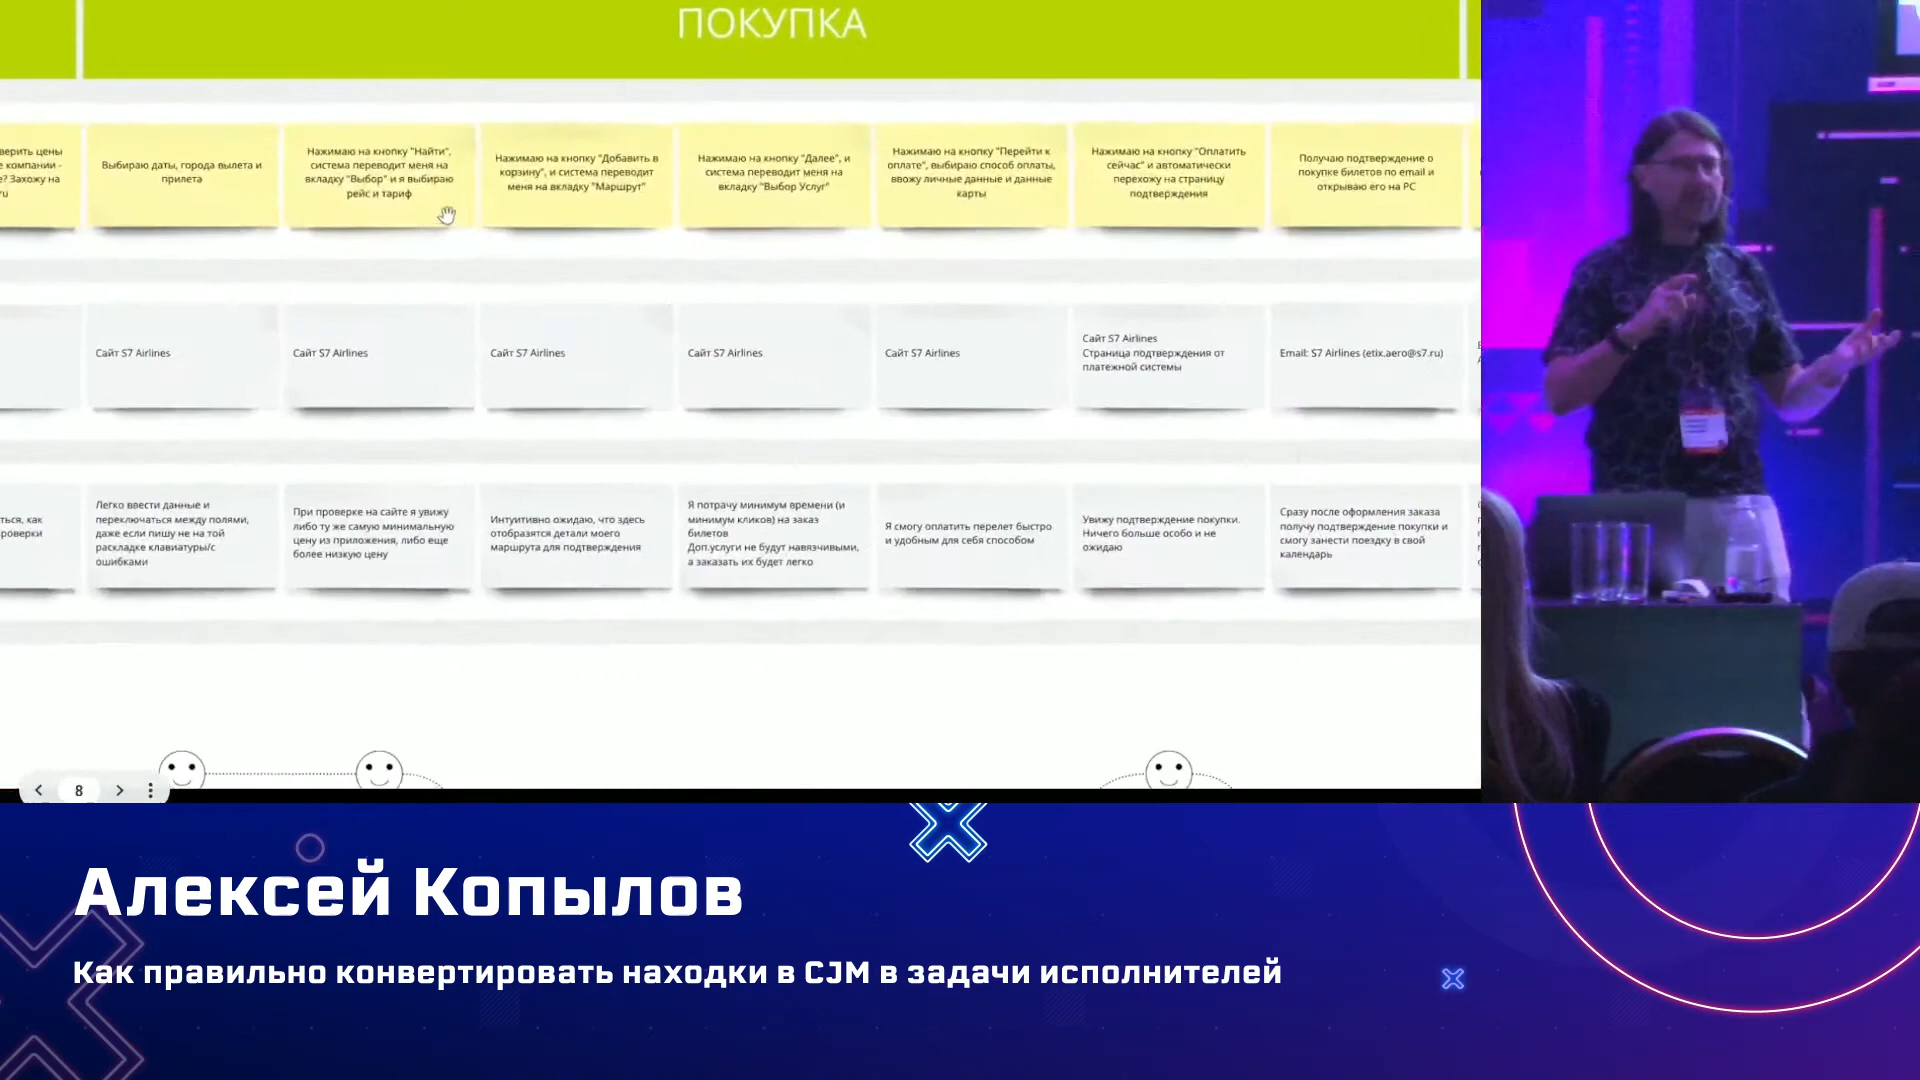 ПОКУПКА
верить цены
е компании -
е? Захожу на
ru
Выбираю даты, города вылета и
прилета
Нажимаю на кнопку "Найти",
система переводит меня на
вкладку "Выбор" и я выбираю
рейс и тариф
Нажимаю на кнопку "Добавить в
корзину", и система переводит
меня на вкладку "Маршрут"
Нажимаю на кнопку "Далее", и
система переводит меня на
вкладку "Выбор Услуг"
Нажимаю на кнопку "Перейти к
оплате", выбираю способ оплаты,
ввожу личные данные и данные
карты
Нажимаю на кнопку "Оплатить
сейчас" и автоматически
перехожу на страницу
подтверждения
Получаю подтверждение о
покупке билетов по email и
открываю его на PC
Сайт S7 Airlines
Сайт S7 Airlines
Сайт S7 Airlines
Сайт S7 Airlines
Сайт S7 Airlines
Сайт S7 Airlines
Страница подтверждения от
платежной системы
Email: S7 Airlines (etix.aero@s7.ru)
ться, как
роверки
Легко ввести данные и
переключаться между полями,
даже если пишу не на той
раскладке клавиатуры/с
ошибками
При проверке на сайте я увижу
либо ту же самую минимальную
цену из приложения, либо еще
более низкую цену
Интуитивно ожидаю, что здесь
отобразятся детали моего
маршрута для подтверждения
Я потрачу минимум времени (и
минимум кликов) на заказ
билетов
Доп.услуги не будут навязчивыми,
а заказать их будет легко
Я смогу оплатить перелет быстро
и удобным для себя способом
Увижу подтверждение покупки.
Ничего больше особо и не
ожидаю
Сразу после оформления заказа
получу подтверждение покупки и
смогу занести поездку в свой
календарь
8
Алексей Копылов
Как правильно конвертировать находки в CJM в задачи исполнителей